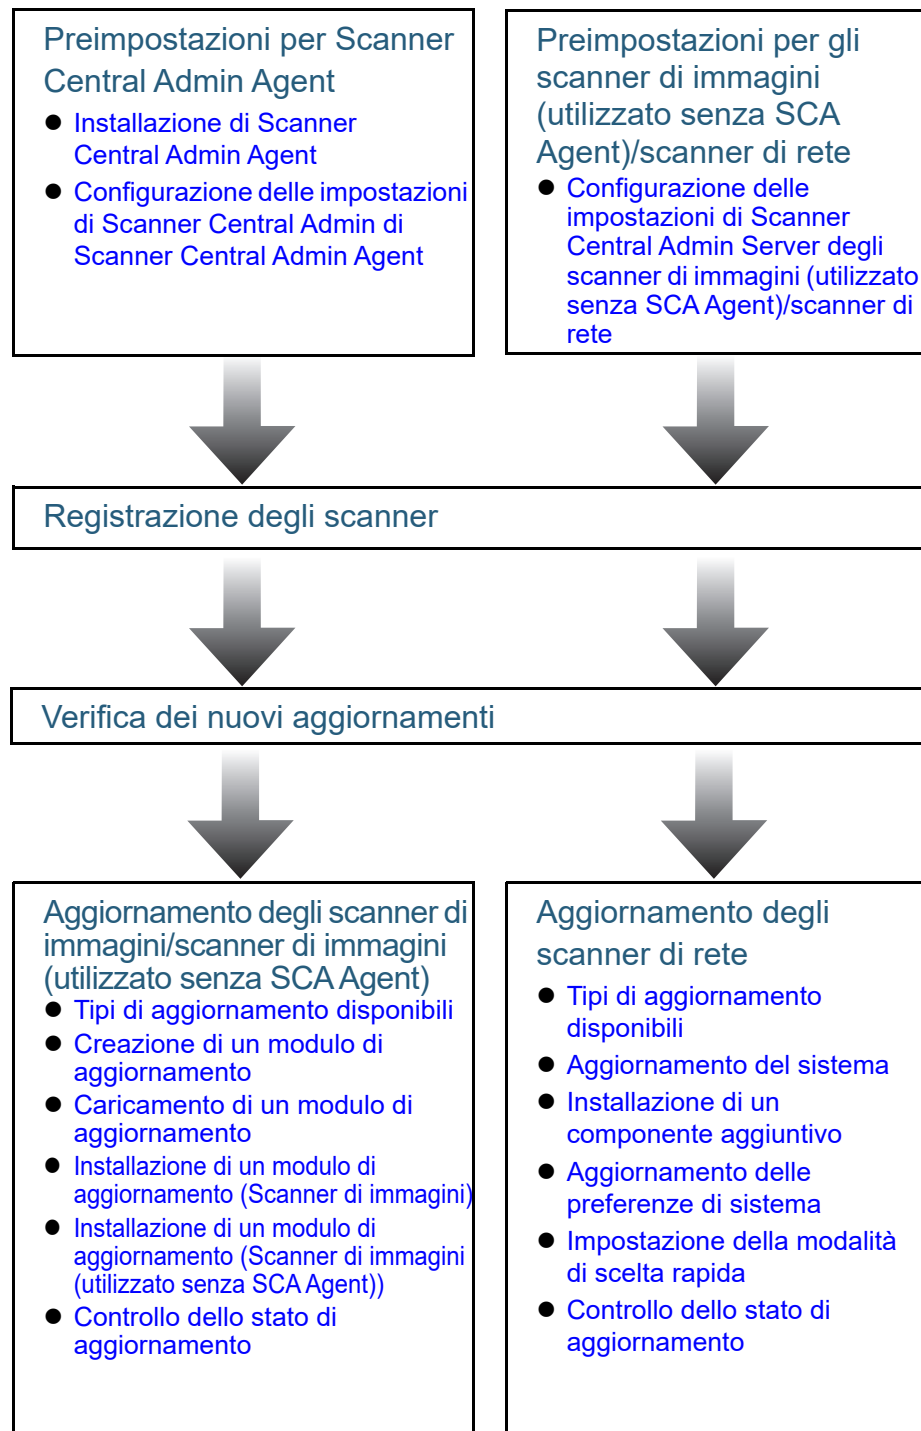 Preimpostazioni per Scanner
Central Admin Agent
● Installazione di Scanner
Central Admin Agent
● Configurazione delle impostazioni
di Scanner Central Admin di
Scanner Central Admin Agent
Preimpostazioni per gli
scanner di immagini
(utilizzato senza SCA
Agent)/scanner di rete
● Configurazione delle
impostazioni di Scanner
Central Admin Server degli
scanner di immagini (utilizzato
senza SCA Agent)/scanner di
rete
Registrazione degli scanner
Verifica dei nuovi aggiornamenti
Aggiornamento degli scanner di
immagini/scanner di immagini
(utilizzato senza SCA Agent)
● Tipi di aggiornamento disponibili
● Creazione di un modulo di
aggiornamento
● Caricamento di un modulo di
aggiornamento
● Installazione di un modulo di
aggiornamento (Scanner di immagini)
● Installazione di un modulo di
aggiornamento (Scanner di immagini
(utilizzato senza SCA Agent))
● Controllo dello stato di
aggiornamento
Aggiornamento degli
scanner di rete
● Tipi di aggiornamento
disponibili
● Aggiornamento del sistema
● Installazione di un
componente aggiuntivo
● Aggiornamento delle
preferenze di sistema
● Impostazione della modalità
di scelta rapida
● Controllo dello stato di
aggiornamento